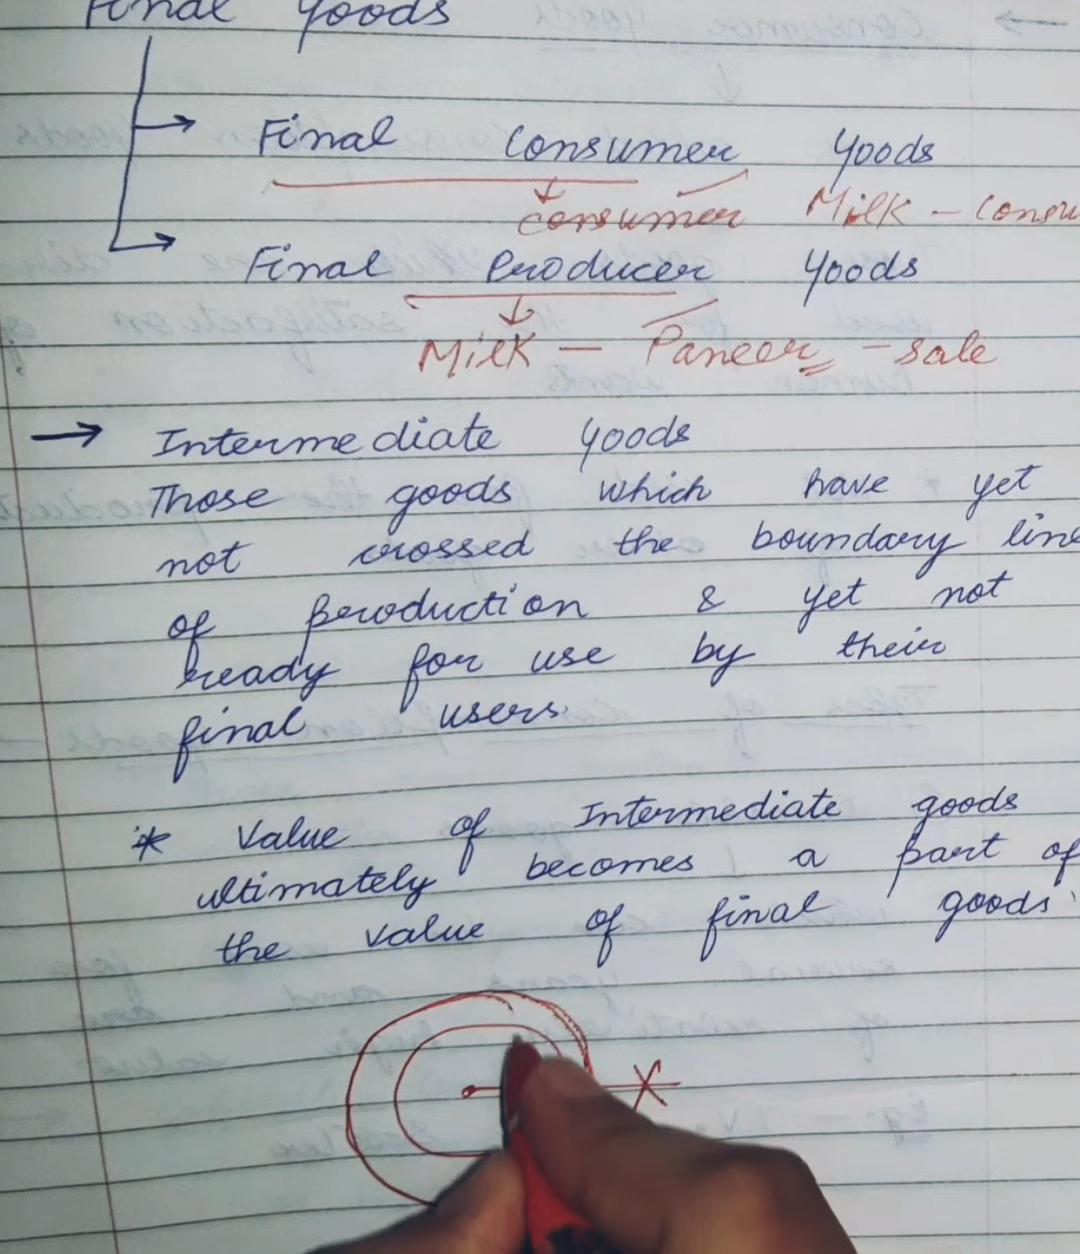 Final Goods
Final Consumer Goods
consumer Milk - Consu
Final Producer Goods
Milk - Paneer - sale
→ Intermediate Goods
Those goods which have yet
not crossed the boundary line
of production & yet not
ready for use by their
final users.
* Value of Intermediate goods
ultimately becomes a part of
the value of final goods.